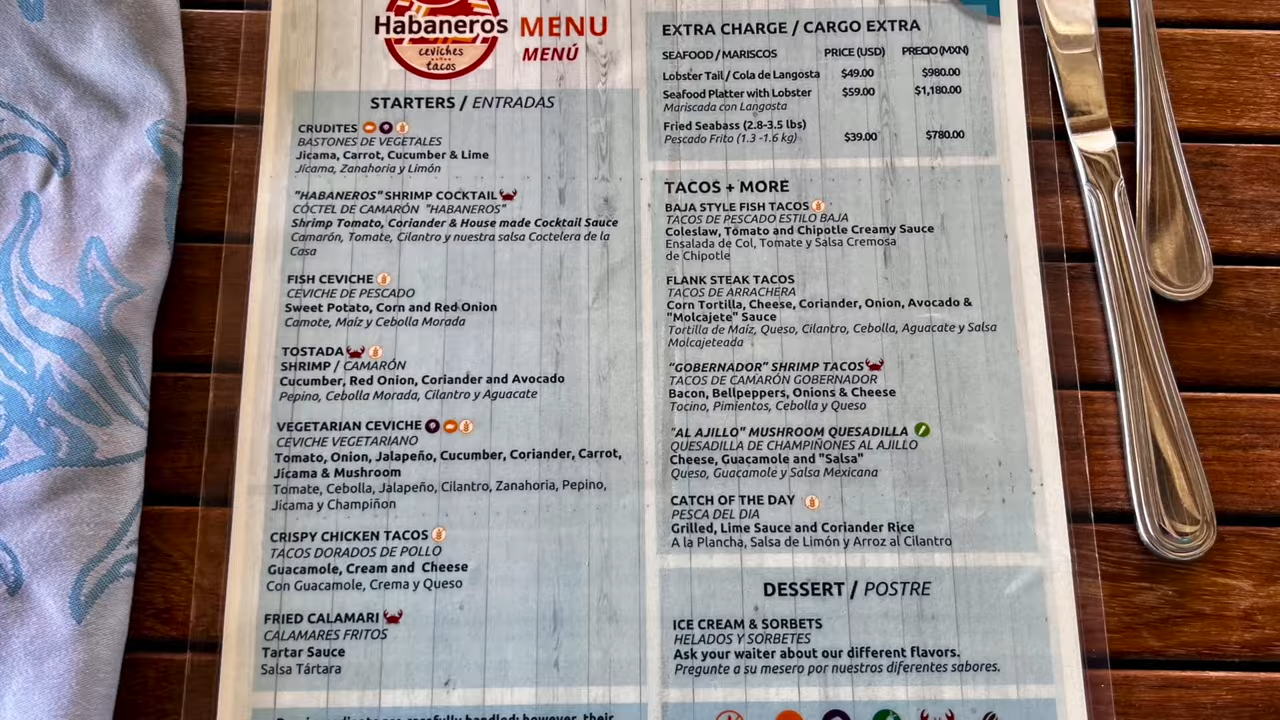 Habaneros
ceviches
tacos
MENU
MENÚ
STARTERS / ENTRADAS
CRUDITES
BASTONES DE VEGETALES
Jicama, Carrot, Cucumber & Lime
Jícama, Zanahoria y Limón
"HABANEROS" SHRIMP COCKTAIL
CÓCTEL DE CAMARÓN "HABANEROS"
Shrimp Tomato, Coriander & House made Cocktail Sauce
Camarón, Tomate, Cilantro y nuestra salsa Coctelera de la
Casa
FISH CEVICHE
CEVICHE DE PESCADO
Sweet Potato, Corn and Red Onion
Camote, Maíz y Cebolla Morada
TOSTADA
SHRIMP / CAMARÓN
Cucumber, Red Onion, Coriander and Avocado
Pepino, Cebolla Morada, Cilantro y Aguacate
VEGETARIAN CEVICHE
CEVICHE VEGETARIANO
Tomato, Onion, Jalapeño, Cucumber, Coriander, Carrot,
Jícama & Mushroom
Tomate, Cebolla, Jalapeño, Cilantro, Zanahoria, Pepino,
Jicama y Champiñon
CRISPY CHICKEN TACOS
TACOS DORADOS DE POLLO
Guacamole, Cream and Cheese
Con Guacamole, Crema y Queso
FRIED CALAMARI
CALAMARES FRITOS
Tartar Sauce
Salsa Tártara
EXTRA CHARGE / CARGO EXTRA
SEAFOOD / MARISCOS PRICE (USD) PRECIO (MXN)
Lobster Tail / Cola de Langosta $49.00 $980.00
Seafood Platter with Lobster $59.00 $1,180.00
Mariscada con Langosta
Fried Seabass (2.8-3.5 lbs)
Pescado Frito (1.3 -1.6 kg) $39.00 $780.00
TACOS + MORE
BAJA STYLE FISH TACOS
TACOS DE PESCADO ESTILO BAJA
Coleslaw, Tomato and Chipotle Creamy Sauce
Ensalada de Col, Tomate y Salsa Cremosa
de Chipotle
FLANK STEAK TACOS
TACOS DE ARRACHERA
Corn Tortilla, Cheese, Coriander, Onion, Avocado &
"Molcajete" Sauce
Tortilla de Maíz, Queso, Cilantro, Cebolla, Aguacate y Salsa
Molcajeteada
"GOBERNADOR" SHRIMP TACOS
TACOS DE CAMARÓN GOBERNADOR
Bacon, Bellpeppers, Onions & Cheese
Tocino, Pimientos, Cebolla y Queso
"AL AJILLO" MUSHROOM QUESADILLA
QUESADILLA DE CHAMPIÑONES AL AJILLO
Cheese, Guacamole and "Salsa"
Queso, Guacamole y Salsa Mexicana
CATCH OF THE DAY
PESCA DEL DIA
Grilled, Lime Sauce and Coriander Rice
A la Plancha, Salsa de Limón y Arroz al Cilantro
DESSERT / POSTRE
ICE CREAM & SORBETS
HELADOS Y SORBETES
Ask your waiter about our different flavors.
Pregunte a su mesero por nuestros diferentes sabores.
are carefully handled; however, their